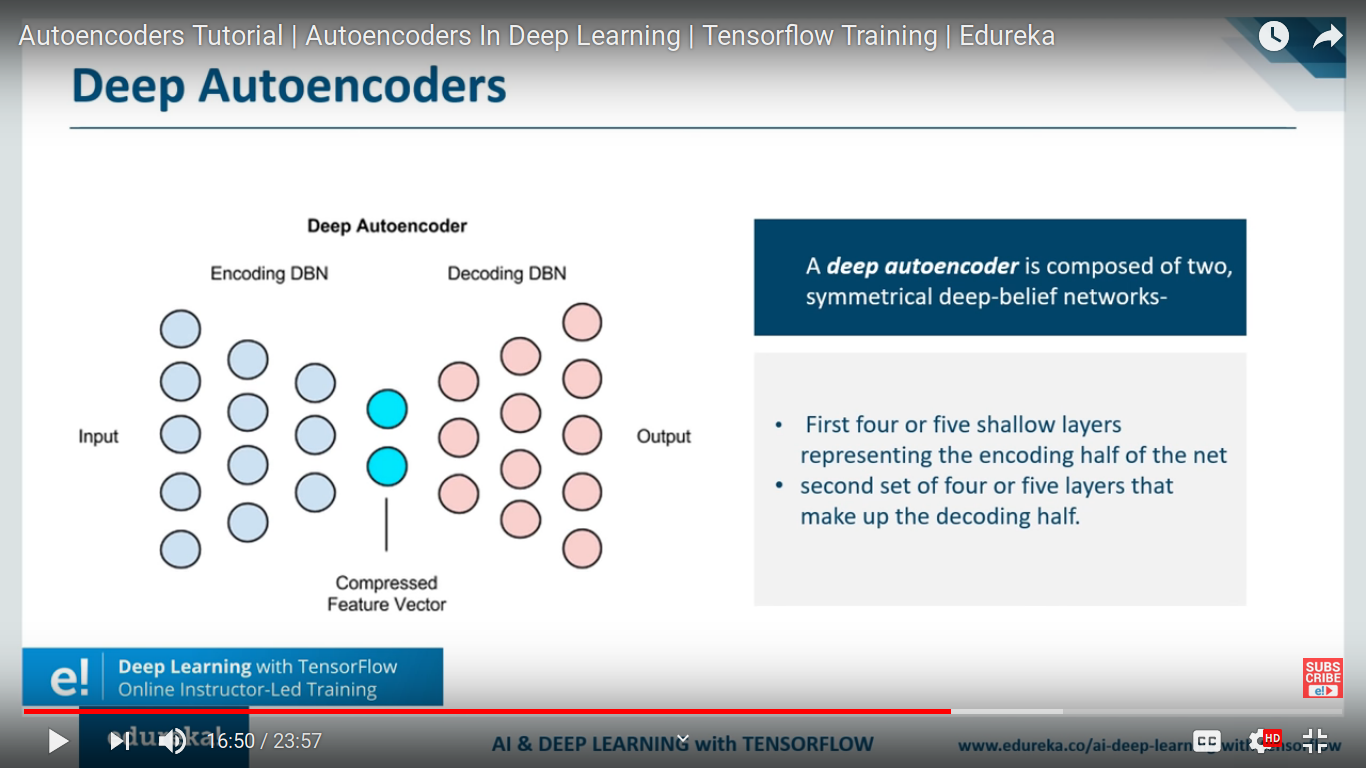 Autoencoders Tutorial | Autoencoders In Deep Learning | Tensorflow Training | Edureka
Deep Autoencoders
Deep Autoencoder
Encoding DBN
Decoding DBN
Input
Output
Compressed
Feature Vector
A deep autoencoder is composed of two,
symmetrical deep-belief networks-
• First four or five shallow layers
representing the encoding half of the net
• second set of four or five layers that
make up the decoding half.
e!
Deep Learning with TensorFlow
Online Instructor-Led Training
SUBS
CRIBE
e!
edureka!
16:50 / 23:57
AI & DEEP LEARNING with TENSORFLOW
www.edureka.co/ai-deep-learning-with-tensorflow
CC
HD